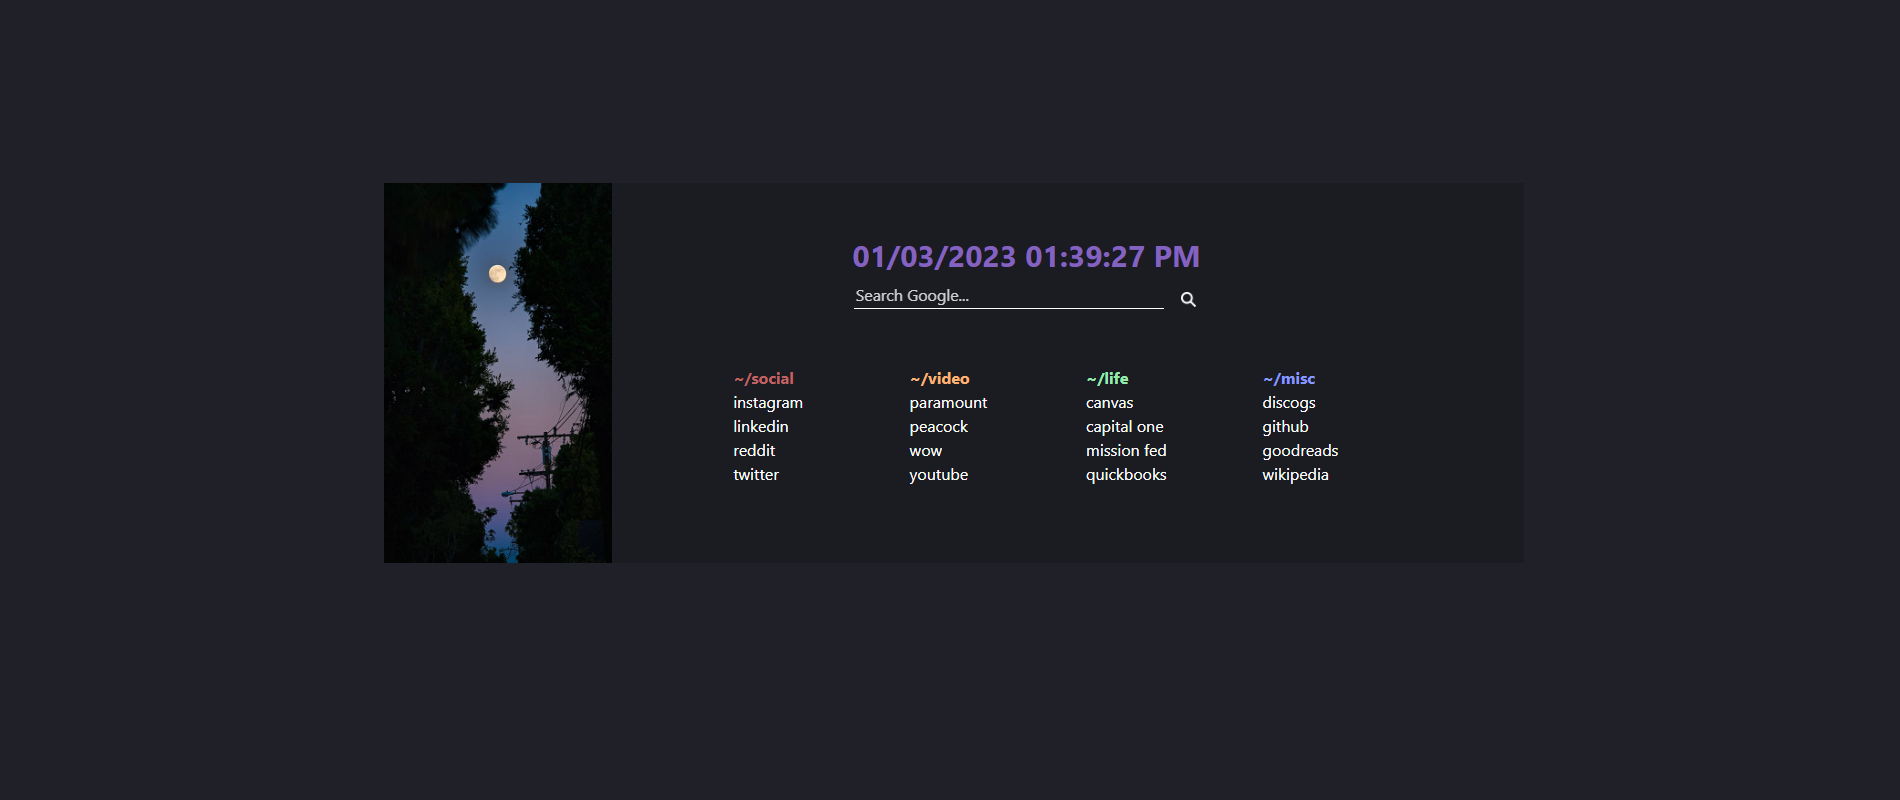 01/03/2023 01:39:27 PM
Search Google...
~/social
instagram
linkedin
reddit
twitter
~/video
paramount
peacock
wow
youtube
~/life
canvas
capital one
mission fed
quickbooks
~/misc
discogs
github
goodreads
wikipedia